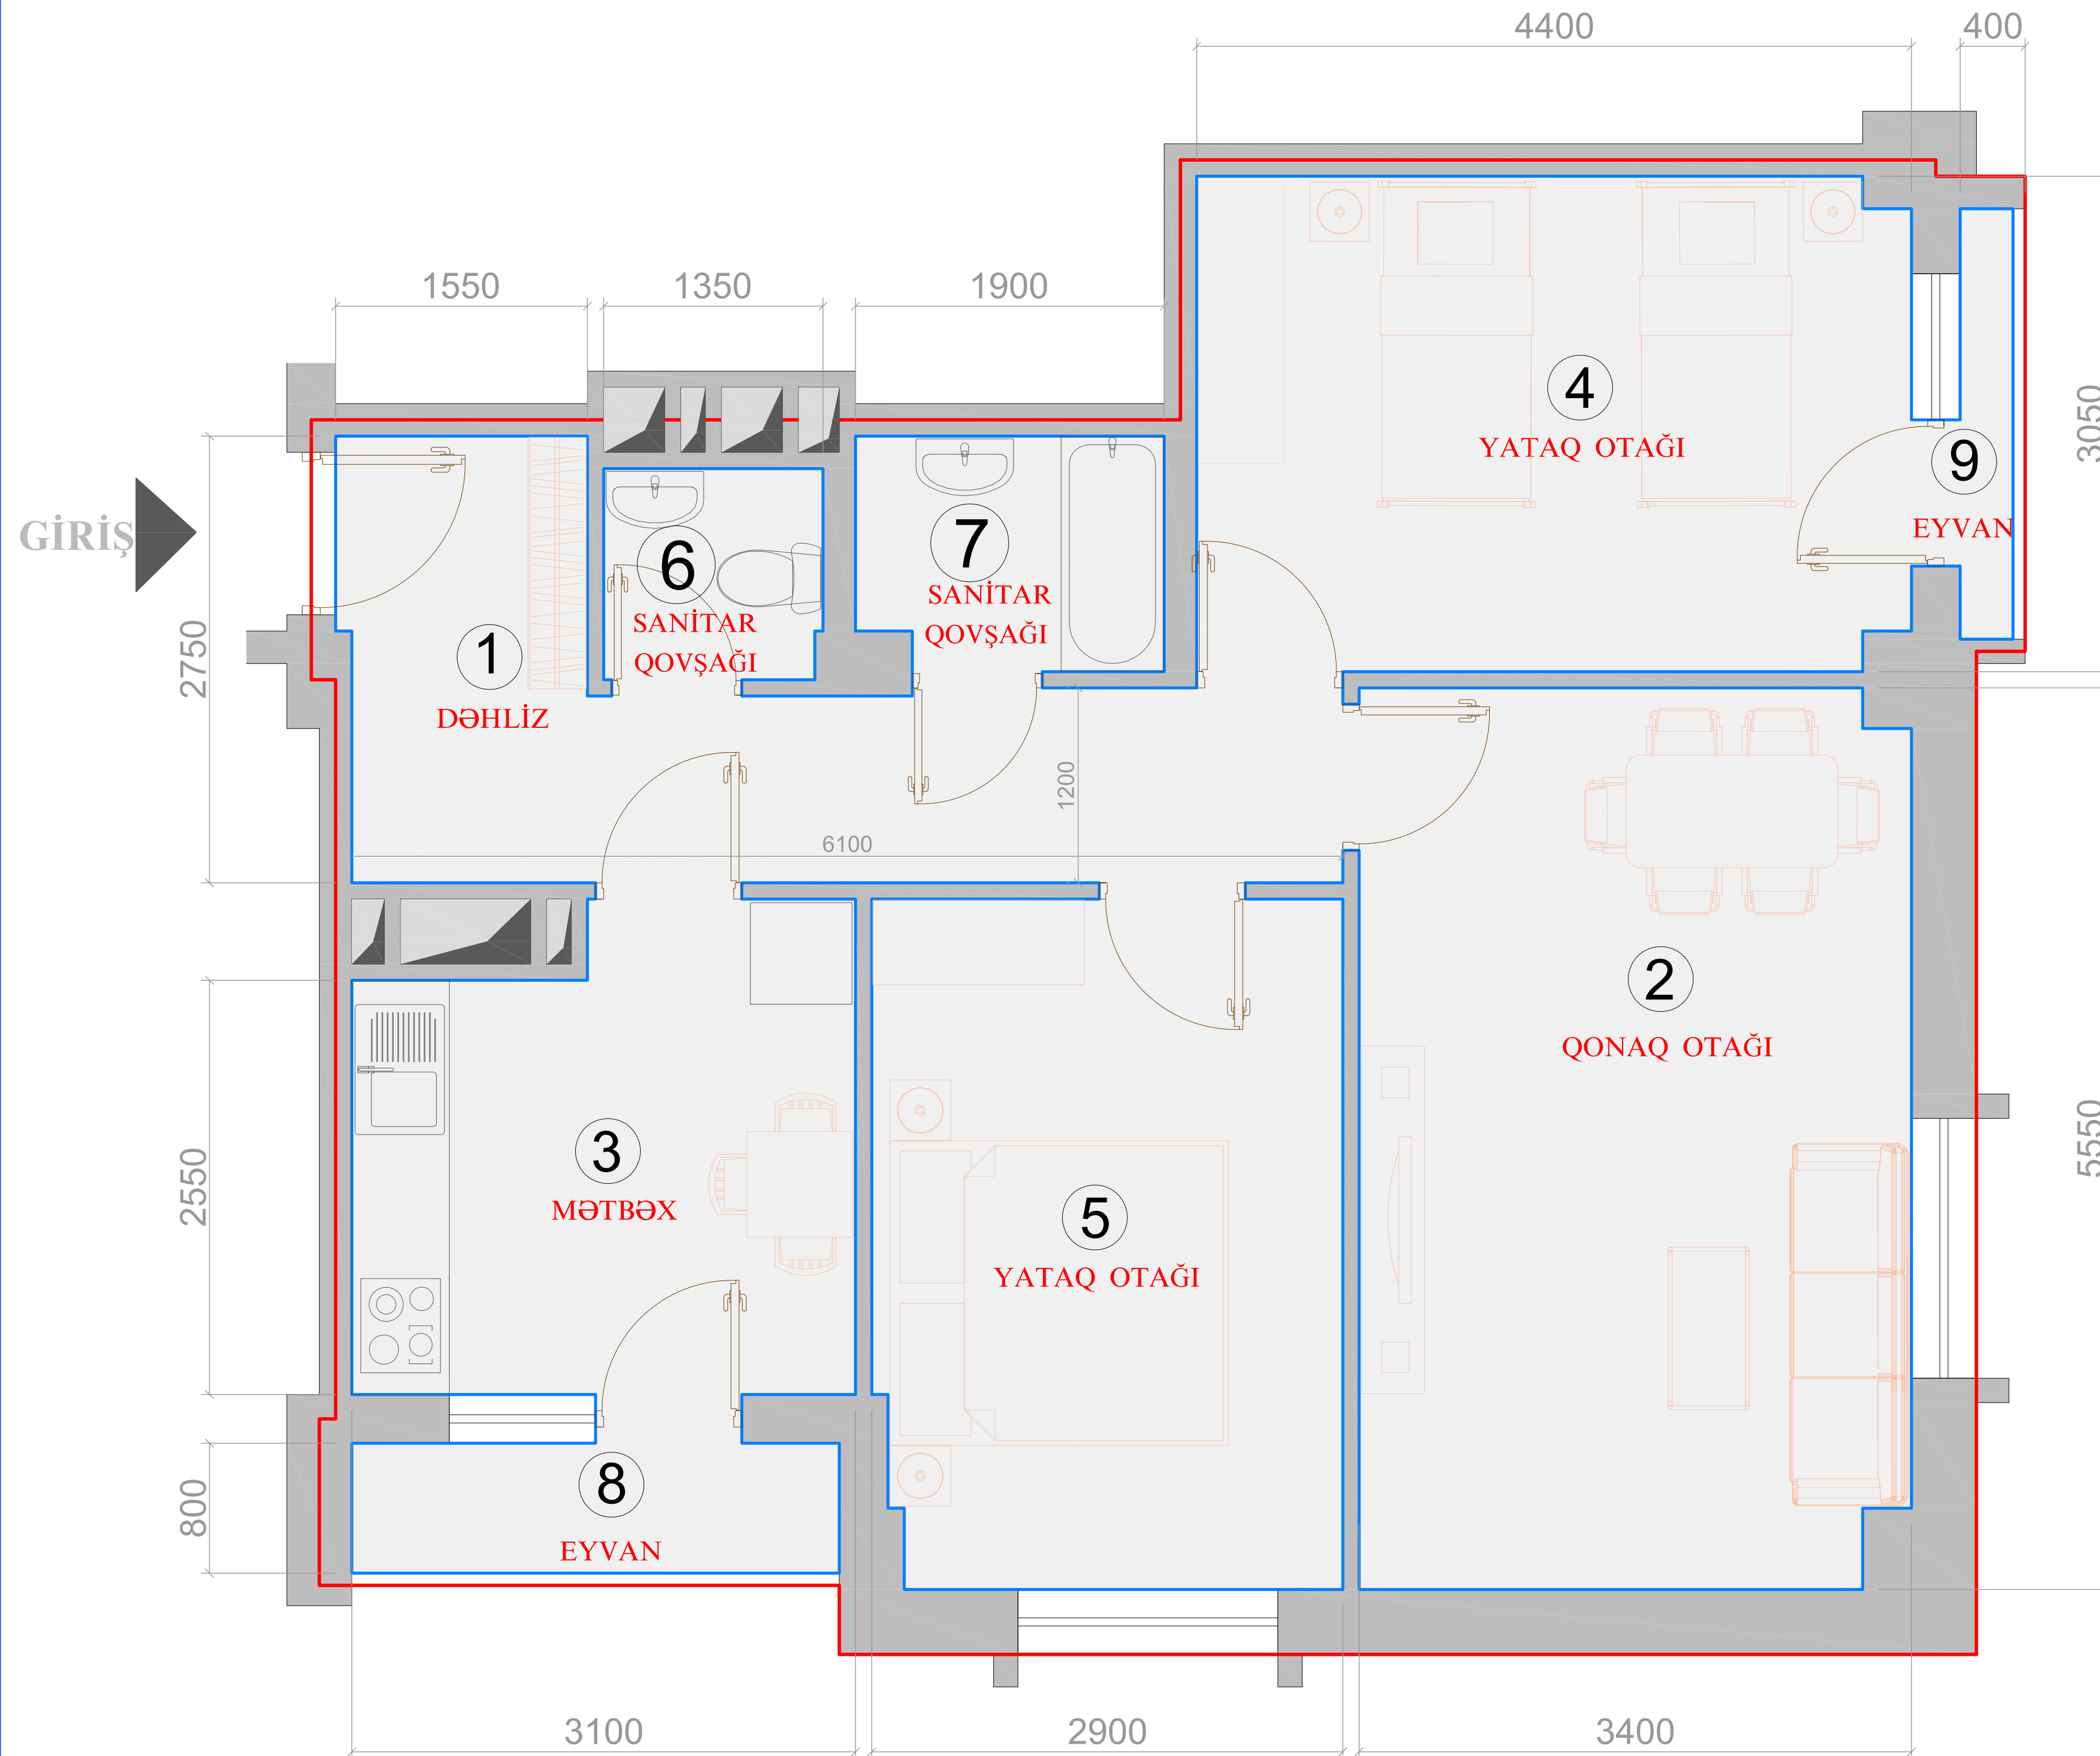 4400
400
1550
1350
1900
4
YATAQ OTAĞI
3050
9
EYVAN
GİRİŞ
6
SANİTAR
QOVŞAĞI
7
SANİTAR
QOVŞAĞI
1
DƏHLİZ
2750
1200
6100
2
QONAQ OTAĞI
3
MƏTBƏX
2550
5
YATAQ OTAĞI
5550
8
EYVAN
800
3100
2900
3400